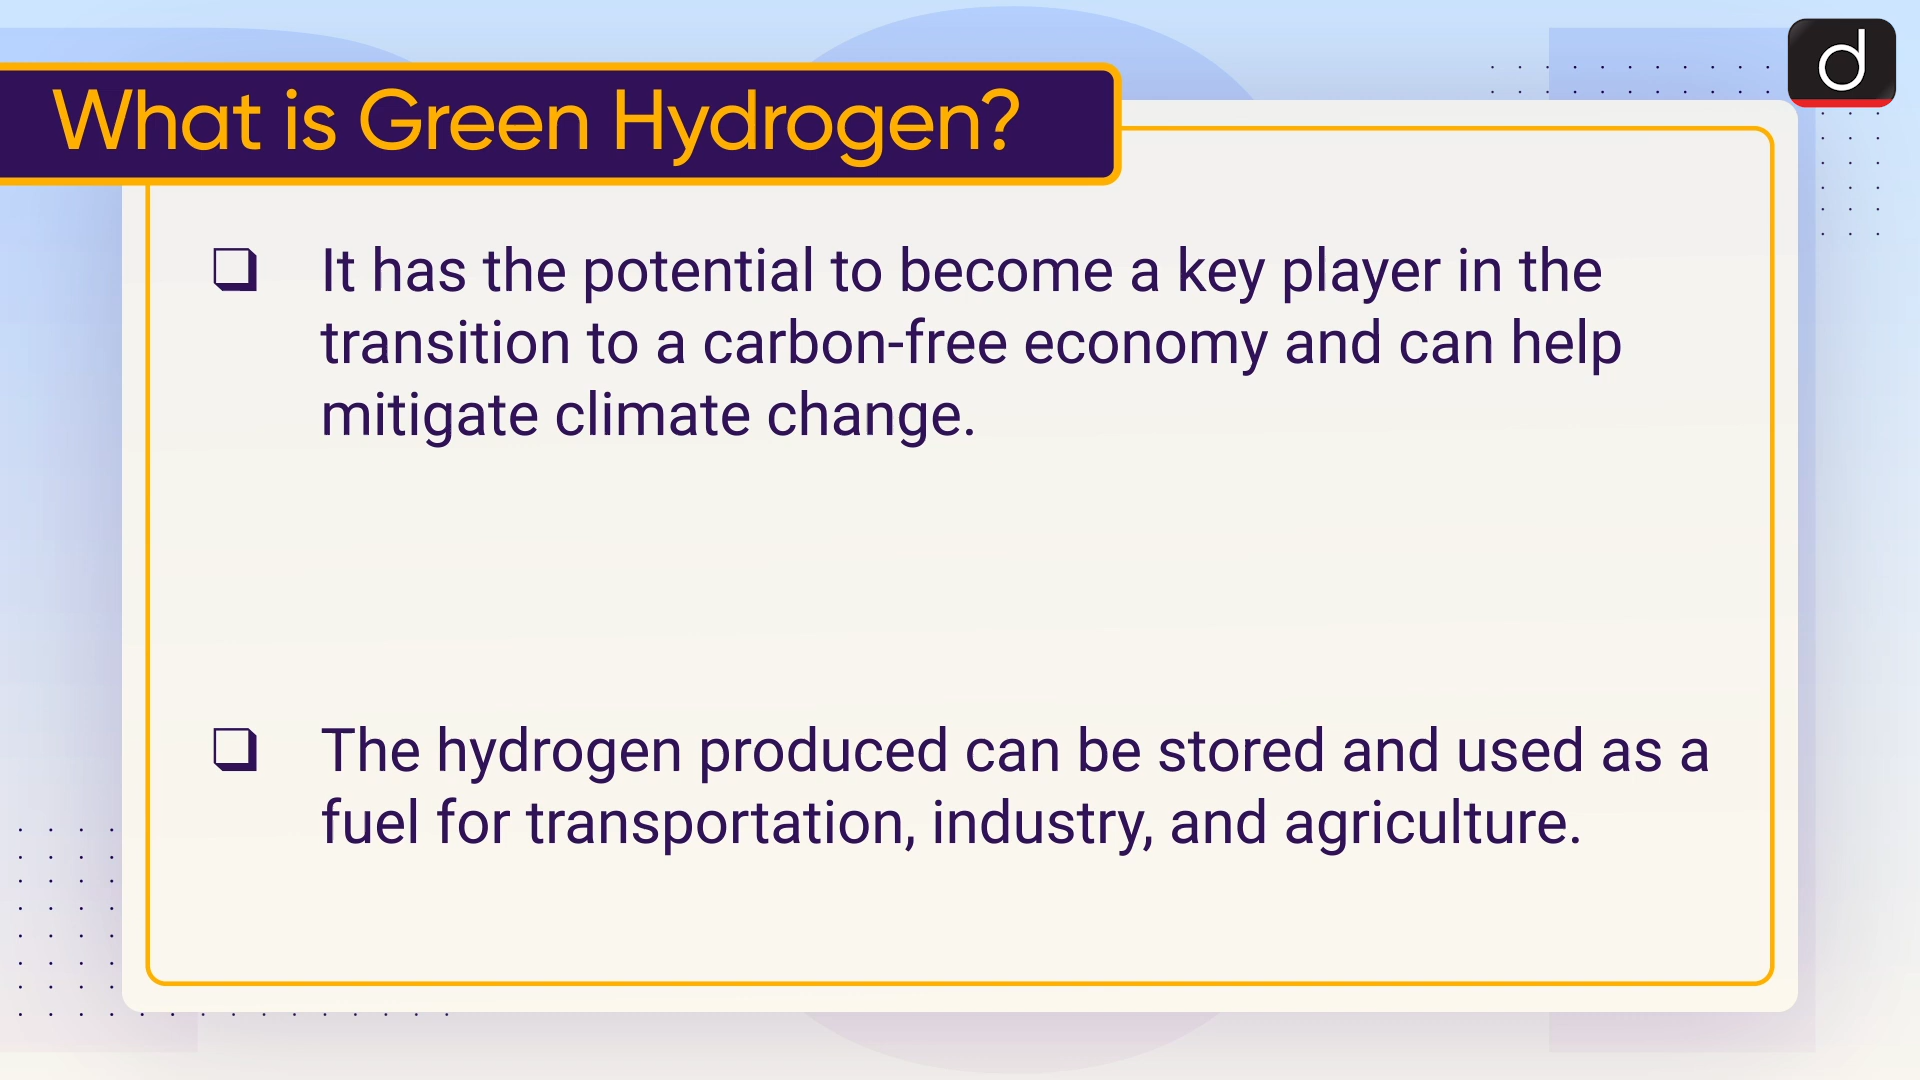 What is Green Hydrogen?
d
❑ It has the potential to become a key player in the
transition to a carbon-free economy and can help
mitigate climate change.
❑ The hydrogen produced can be stored and used as a
fuel for transportation, industry, and agriculture.